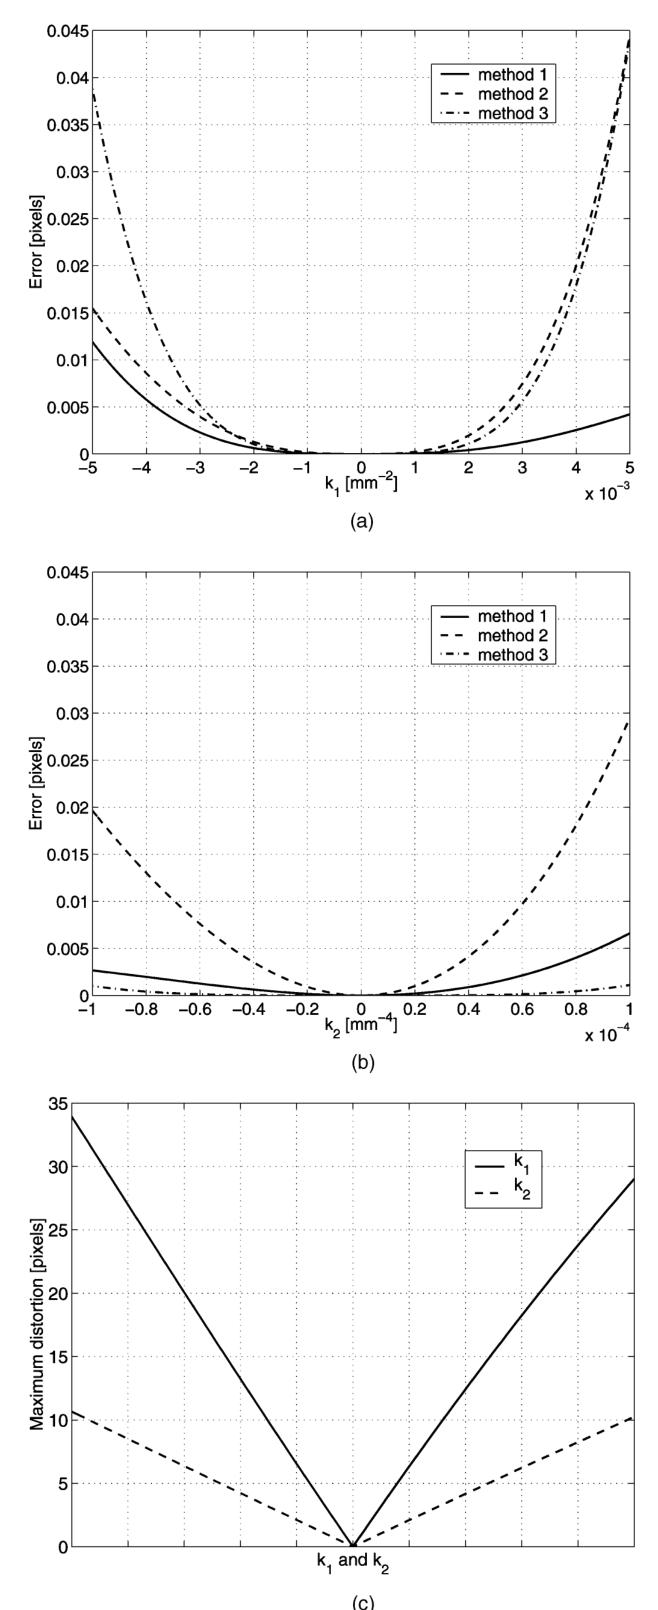 0.045
0.04
0.035
0.03
0.025
0.02
0.015
0.01
0.005
0
Error [pixels]
method 1
method 2
method 3
−5 −4 −3 −2 −1 0 1 2 3 4 5
k1 [mm−2]
x 10−3
(a)
0.045
0.04
0.035
0.03
0.025
0.02
0.015
0.01
0.005
0
Error [pixels]
method 1
method 2
method 3
−1 −0.8 −0.6 −0.4 −0.2 0 0.2 0.4 0.6 0.8 1
k2 [mm−4]
x 10−4
(b)
35
30
25
20
15
10
5
0
Maximum distortion [pixels]
k1
k2
k1 and k2
(c)